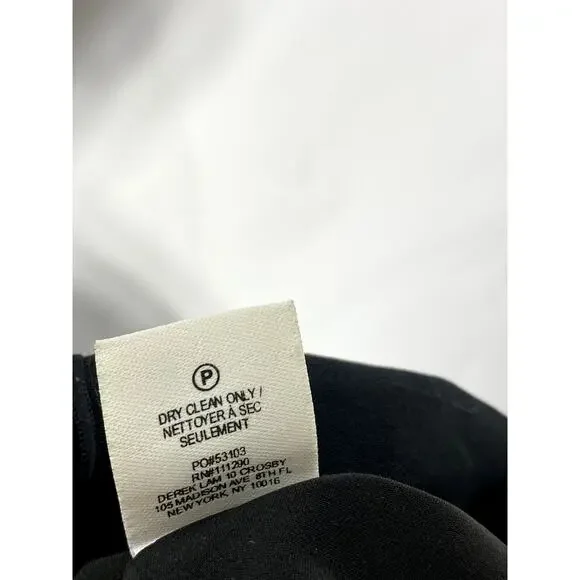 P
DRY CLEAN ONLY /
NETTOYER À SEC
SEULEMENT
PO#53103
RN#111290
DEREK LAM 10 CROSBY
105 MADISON AVE 8TH FL
NEW YORK, NY 10016